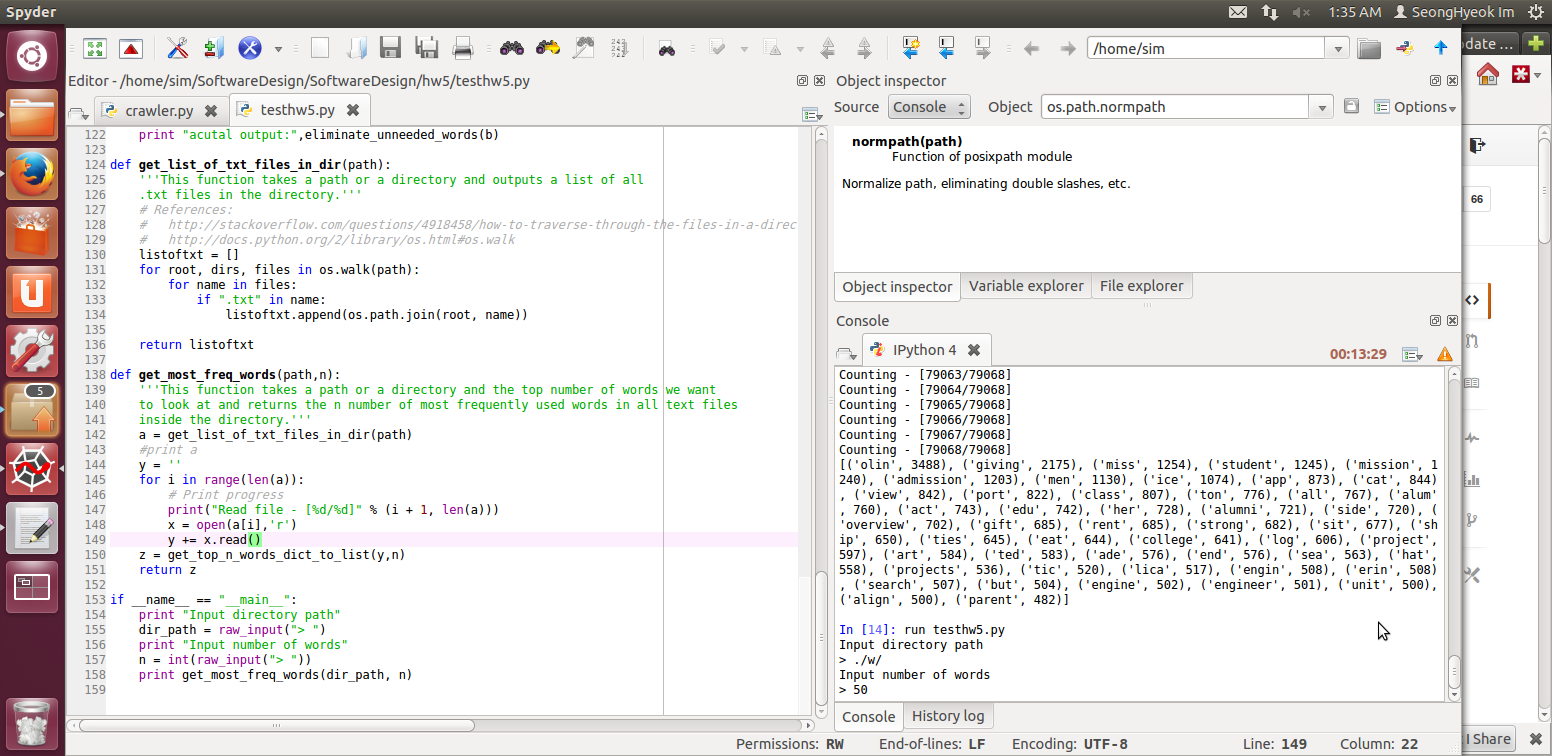 Spyder
1:35 AM SeongHyeok Im
/home/sim
date ...
Editor - /home/sim/SoftwareDesign/SoftwareDesign/hw5/testhw5.py
crawler.py
testhw5.py
122 print "acutal output:",eliminate_unneeded_words(b)
123
124 def get_list_of_txt_files_in_dir(path):
125 '''This function takes a path or a directory and outputs a list of all
126 .txt files in the directory.'''
127 # References:
128 # http://stackoverflow.com/questions/4918458/how-to-traverse-through-the-files-in-a-direc
129 # http://docs.python.org/2/library/os.html#os.walk
130 listoftxt = []
131 for root, dirs, files in os.walk(path):
132 for name in files:
133 if ".txt" in name:
134 listoftxt.append(os.path.join(root, name))
135
136 return listoftxt
137
138 def get_most_freq_words(path,n):
139 '''This function takes a path or a directory and the top number of words we want
140 to look at and returns the n number of most frequently used words in all text files
141 inside the directory.'''
142 a = get_list_of_txt_files_in_dir(path)
143 #print a
144 y = ''
145 for i in range(len(a)):
146 # Print progress
147 print("Read file - [%d/%d]" % (i + 1, len(a)))
148 x = open(a[i],'r')
149 y += x.read()
150 z = get_top_n_words_dict_to_list(y,n)
151 return z
152
153 if __name__ == "__main__":
154 print "Input directory path"
155 dir_path = raw_input("> ")
156 print "Input number of words"
157 n = int(raw_input("> "))
158 print get_most_freq_words(dir_path, n)
159
Object inspector
Source Console Object os.path.normpath Options
normpath(path)
Function of posixpath module
Normalize path, eliminating double slashes, etc.
Object inspector Variable explorer File explorer
Console
IPython 4
00:13:29
Counting - [79063/79068]
Counting - [79064/79068]
Counting - [79065/79068]
Counting - [79066/79068]
Counting - [79067/79068]
Counting - [79068/79068]
[('olin', 3488), ('giving', 2175), ('miss', 1254), ('student', 1245), ('mission', 1
240), ('admission', 1203), ('men', 1130), ('ice', 1074), ('app', 873), ('cat', 844)
, ('view', 842), ('port', 822), ('class', 807), ('ton', 776), ('all', 767), ('alum'
, 760), ('act', 743), ('edu', 742), ('her', 728), ('alumni', 721), ('side', 720), (
'overview', 702), ('gift', 685), ('rent', 685), ('strong', 682), ('sit', 677), ('sh
ip', 650), ('ties', 645), ('eat', 644), ('college', 641), ('log', 606), ('project',
597), ('art', 584), ('ted', 583), ('ade', 576), ('end', 576), ('sea', 563), ('hat',
558), ('projects', 536), ('tic', 520), ('lica', 517), ('engin', 508), ('erin', 508)
, ('search', 507), ('but', 504), ('engine', 502), ('engineer', 501), ('unit', 500),
('align', 500), ('parent', 482)]
In [14]: run testhw5.py
Input directory path
> ./w/
Input number of words
> 50
Console History log
Permissions: RW End-of-lines: LF Encoding: UTF-8 Line: 149 Column: 22
66
5
I Share